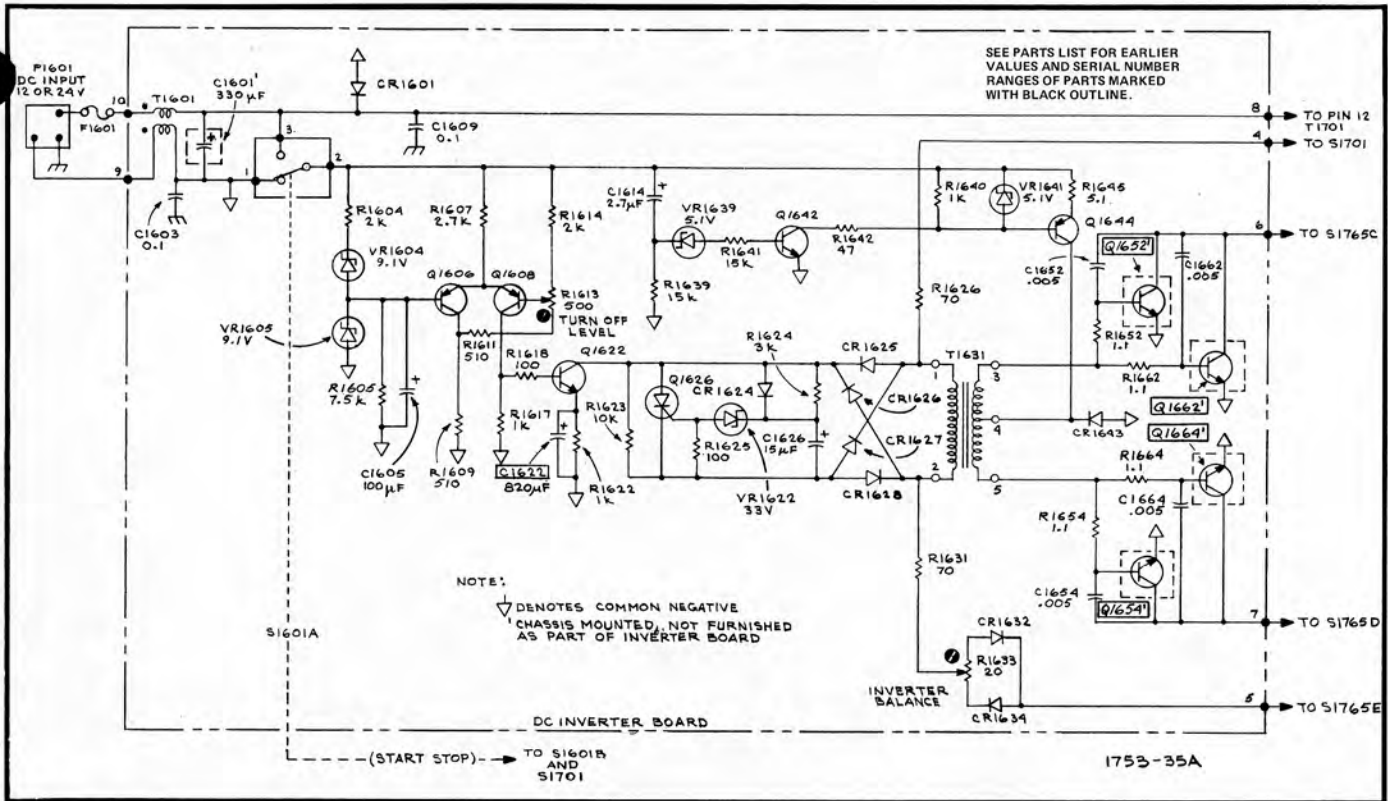 SEE PARTS LIST FOR EARLIER
VALUES AND SERIAL NUMBER
RANGES OF PARTS MARKED
WITH BLACK OUTLINE.
P1601
DC INPUT
12 OR 24V
F1601
10
9
T1601
C1601'
330 µF
C1603
0.1
3
1
2
CR1601
C1609
0.1
8
TO PIN 12
T1701
4
TO S1701
R1604
2k
VR1604
9.1V
VR1605
9.1V
R1605
7.5k
C1605
100µF
R1607
2.7k
Q1606
Q1608
R1614
2k
R1613
500
TURN OFF
LEVEL
R1611
510
R1609
510
R1618
100
R1617
1k
Q1622
C1622
820µF
R1622
1k
R1623
10k
C1614
2.7µF
VR1639
5.1V
R1641
15k
R1639
15k
Q1642
R1642
47
R1640
1k
VR1641
5.1V
R1645
5.1
Q1644
Q1652'
C1652
.005
R1652
1.1
C1662
.005
6
TO S1765C
R1626
70
R1624
3k
CR1625
Q1626
CR1624
CR1626
CR1627
R1625
100
C1626
15µF
VR1622
33V
CR1628
1
2
T1631
3
4
5
R1662
1.1
Q1662'
CR1643
Q1664'
R1664
1.1
C1664
.005
R1654
1.1
C1654
.005
Q1654'
7
TO S1765D
R1631
70
CR1632
R1633
20
INVERTER
BALANCE
CR1634
5
TO S1765E
NOTE:
DENOTES COMMON NEGATIVE
' CHASSIS MOUNTED, NOT FURNISHED
AS PART OF INVERTER BOARD
S1601A
DC INVERTER BOARD
(START STOP)
TO S1601B
AND
S1701
1753-35A